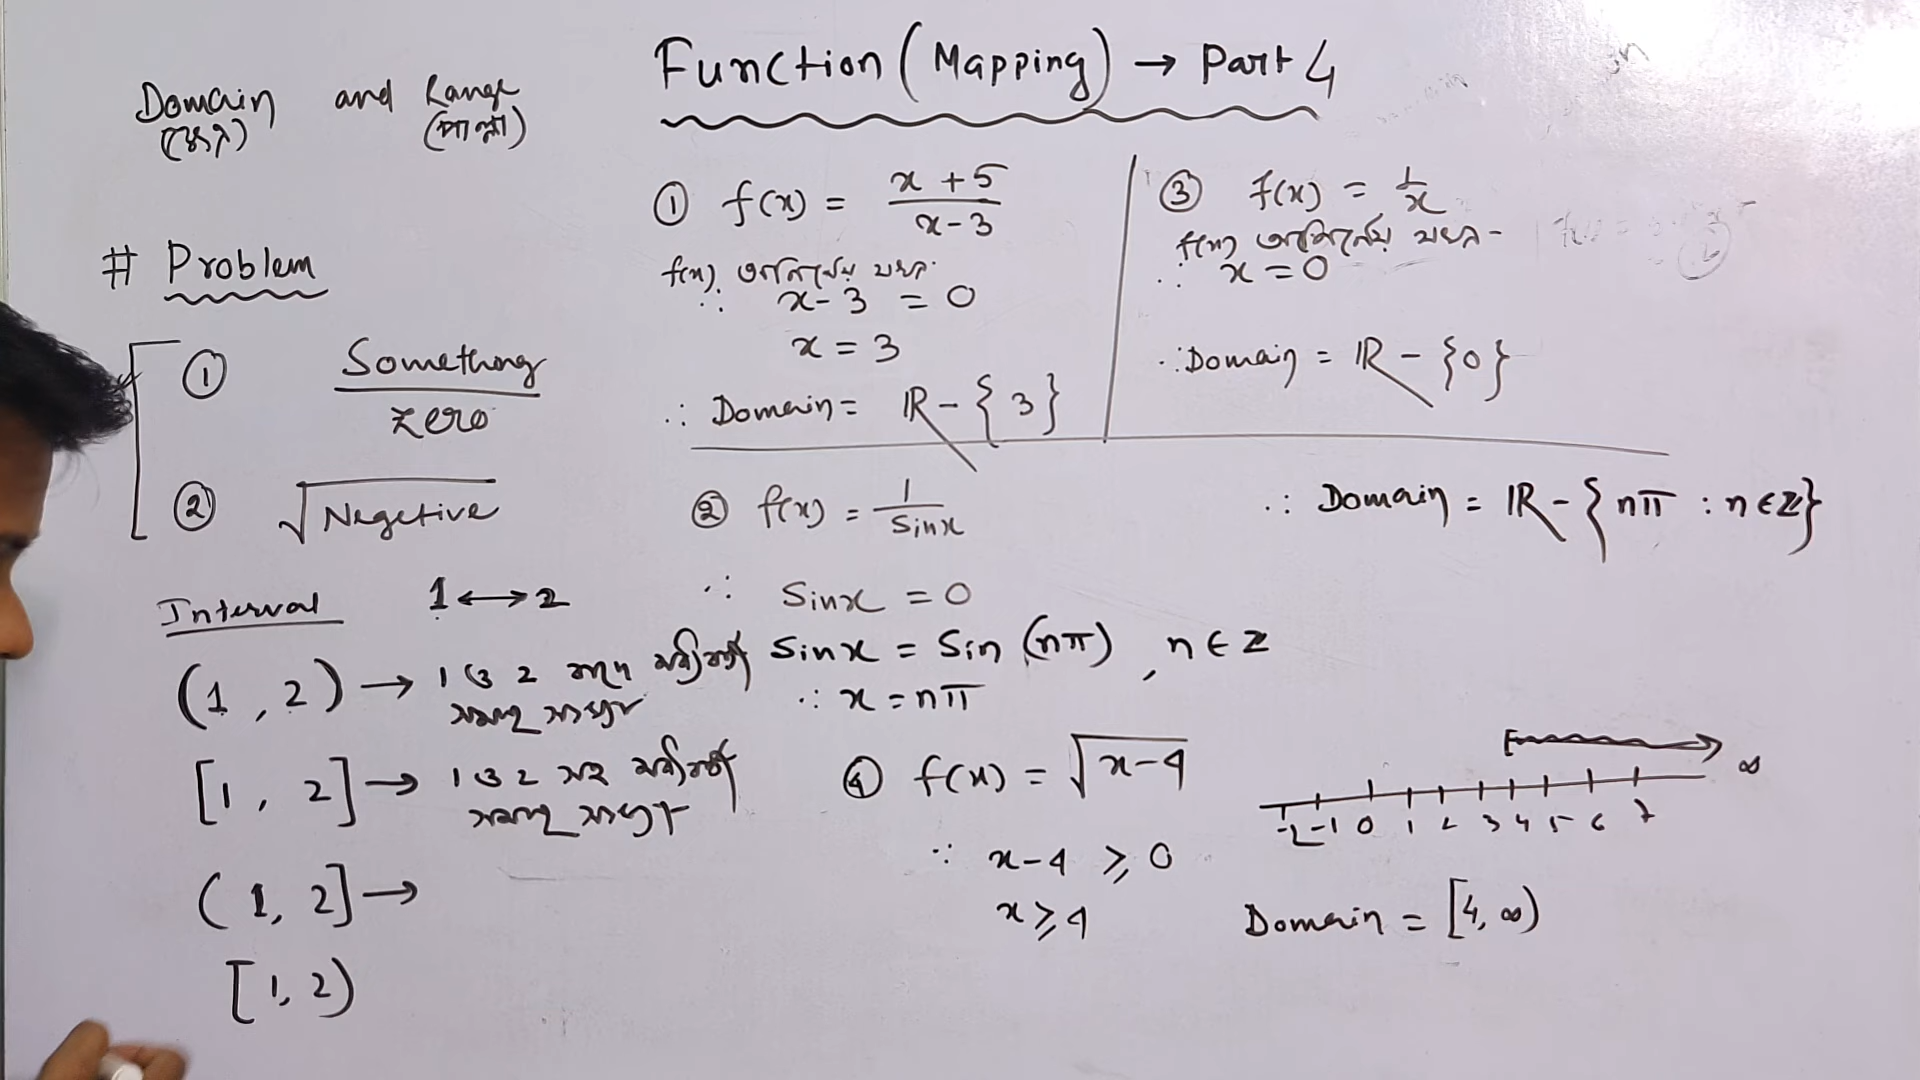 Function (Mapping) → Part 4
Domain and Range
(পাল্লা)
# Problem
① Something / Zero
② √Negetive
Interval 1 ↔ 2
(1, 2) → 1 ও 2
[1, 2] → 1 ও 2 সহ
(1, 2] →
[1, 2)
① f(x) = (x + 5)/(x - 3)
f(x)
∴ x - 3 = 0
x = 3
∴ Domain = ℝ - {3}
③ f(x) = 1/x
f(x)
∴ x = 0
∴ Domain = ℝ - {0}
② f(x) = 1/Sinx
∴ Sinx = 0
Sinx = Sin (nπ), n ∈ Z
∴ x = nπ
∴ Domain = ℝ - {nπ : n ∈ Z}
④ f(x) = √(x - 4)
∵ x - 4 ≥ 0
x ≥ 4
-2 -1 0 1 2 3 4 5 6 7 ∞
Domain = [4, ∞)